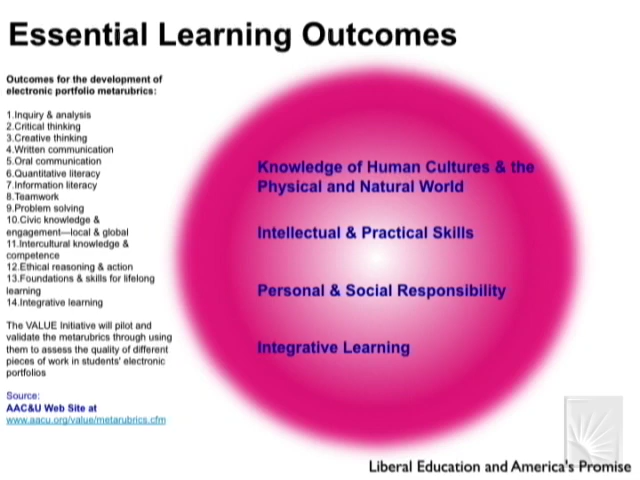 Essential Learning Outcomes
Outcomes for the development of
electronic portfolio metarubrics:
1.Inquiry & analysis
2.Critical thinking
3.Creative thinking
4.Written communication
5.Oral communication
6.Quantitative literacy
7.Information literacy
8.Teamwork
9.Problem solving
10.Civic knowledge &
engagement—local & global
11.Intercultural knowledge &
competence
12.Ethical reasoning & action
13.Foundations & skills for lifelong
learning
14.Integrative learning
The VALUE Initiative will pilot and
validate the metarubrics through using
them to assess the quality of different
pieces of work in students' electronic
portfolios
Source:
AAC&U Web Site at
www.aacu.org/value/metarubrics.cfm
Knowledge of Human Cultures & the
Physical and Natural World
Intellectual & Practical Skills
Personal & Social Responsibility
Integrative Learning
Liberal Education and America's Promise